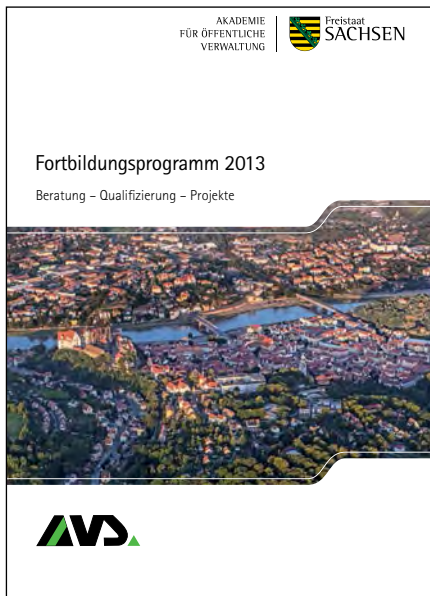 AKADEMIE
FÜR ÖFFENTLICHE
VERWALTUNG
Freistaat
SACHSEN
Fortbildungsprogramm 2013
Beratung – Qualifizierung – Projekte
AVS